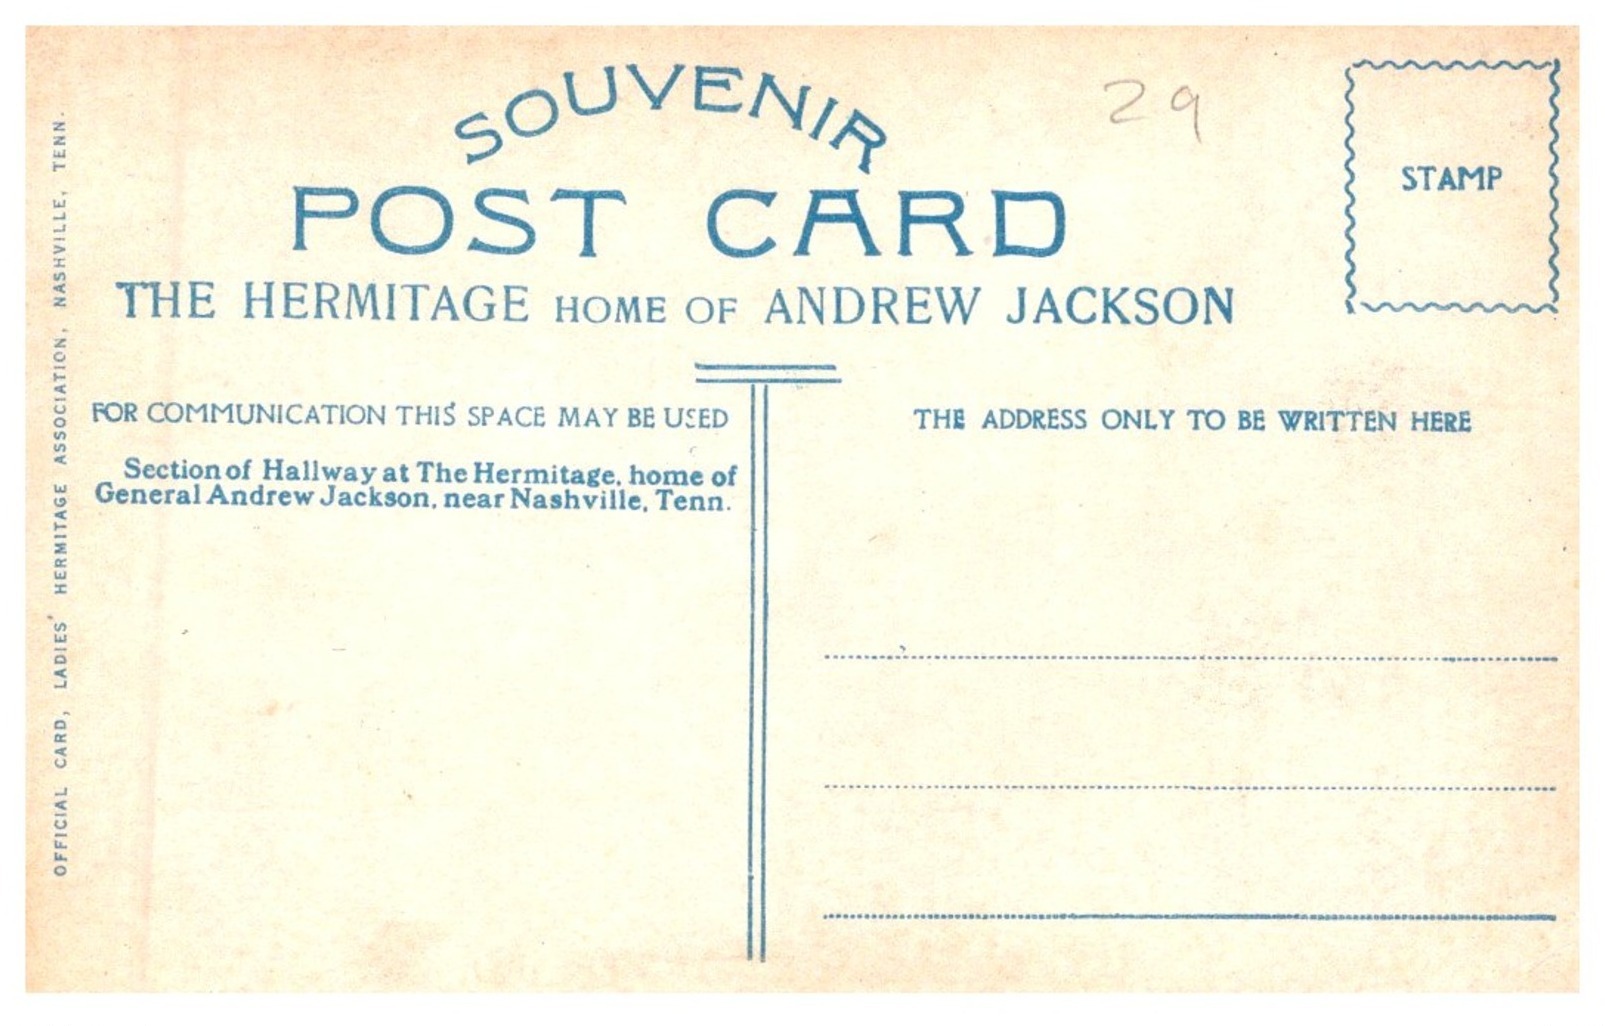 SOUVENIR
29
POST CARD
STAMP
THE HERMITAGE HOME OF ANDREW JACKSON
FOR COMMUNICATION THIS SPACE MAY BE USED
THE ADDRESS ONLY TO BE WRITTEN HERE
Section of Hallway at The Hermitage, home of
General Andrew Jackson, near Nashville, Tenn.
OFFICIAL CARD, LADIES' HERMITAGE ASSOCIATION, NASHVILLE, TENN.